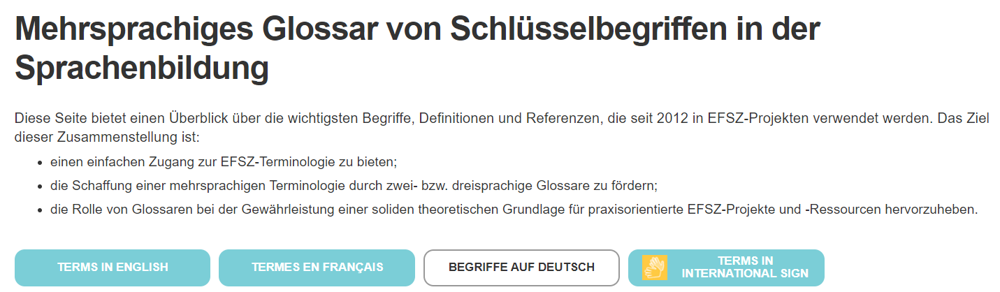 Mehrsprachiges Glossar von Schlüsselbegriffen in der
Sprachenbildung
Diese Seite bietet einen Überblick über die wichtigsten Begriffe, Definitionen und Referenzen, die seit 2012 in EFSZ-Projekten verwendet werden. Das Ziel
dieser Zusammenstellung ist:
• einen einfachen Zugang zur EFSZ-Terminologie zu bieten;
• die Schaffung einer mehrsprachigen Terminologie durch zwei- bzw. dreisprachige Glossare zu fördern;
• die Rolle von Glossaren bei der Gewährleistung einer soliden theoretischen Grundlage für praxisorientierte EFSZ-Projekte und -Ressourcen hervorzuheben.
TERMS IN ENGLISH
TERMES EN FRANÇAIS
BEGRIFFE AUF DEUTSCH
TERMS IN
INTERNATIONAL SIGN